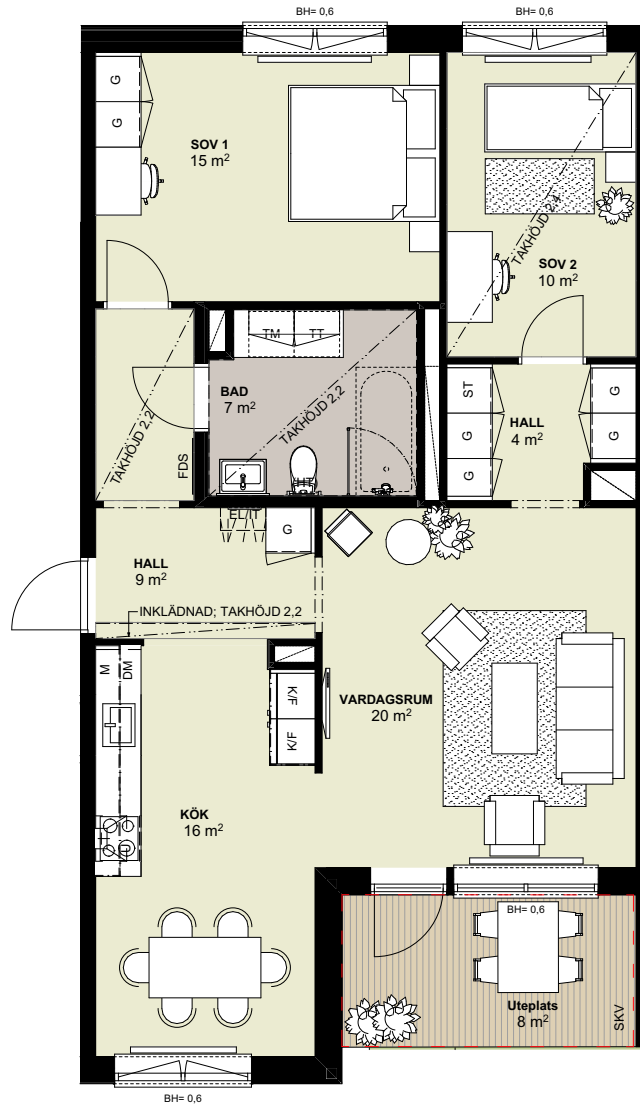 BH= 0,6
BH= 0,6
G
G
SOV 1
15 m²
TAKHÖJD 2,4
SOV 2
10 m²
TM
TT
BAD
7 m²
TAKHÖJD 2,2
TAKHÖJD 2,2
FDS
ST
G
G
HALL
4 m²
G
G
EL/IT
G
HALL
9 m²
INKLÄDNAD; TAKHÖJD 2,2
M
DM
K/F
K/F
VARDAGSRUM
20 m²
KÖK
16 m²
BH= 0,6
Uteplats
8 m²
SKV
BH= 0,6